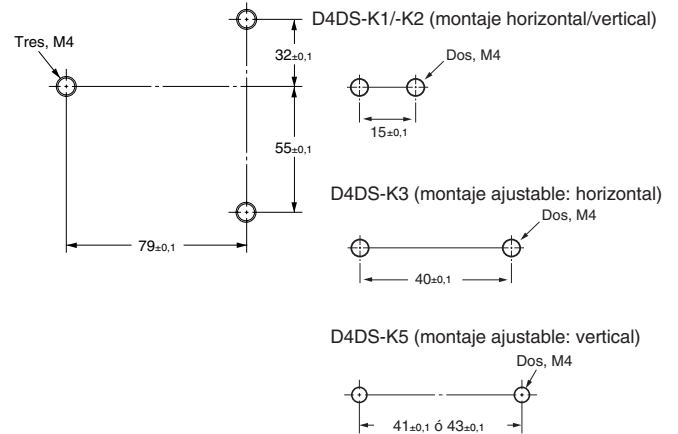 Tres, M4
32±0,1
55±0,1
79±0,1
D4DS-K1/-K2 (montaje horizontal/vertical)
Dos, M4
15±0,1
D4DS-K3 (montaje ajustable: horizontal)
Dos, M4
40±0,1
D4DS-K5 (montaje ajustable: vertical)
Dos, M4
41±0,1 ó 43±0,1